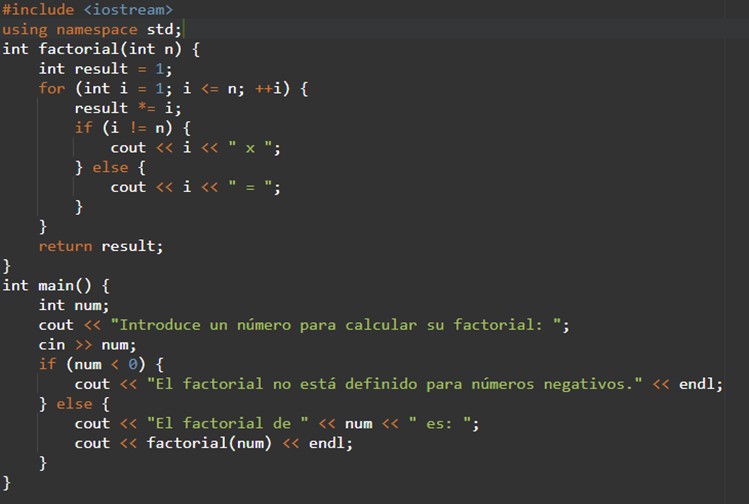 #include <iostream>
using namespace std;
int factorial(int n) {
    int result = 1;
    for (int i = 1; i <= n; ++i) {
        result *= i;
        if (i != n) {
            cout << i << " x ";
        } else {
            cout << i << " = ";
        }
    }
    return result;
}
int main() {
    int num;
    cout << "Introduce un número para calcular su factorial: ";
    cin >> num;
    if (num < 0) {
        cout << "El factorial no está definido para números negativos." << endl;
    } else {
        cout << "El factorial de " << num << " es: ";
        cout << factorial(num) << endl;
    }
}